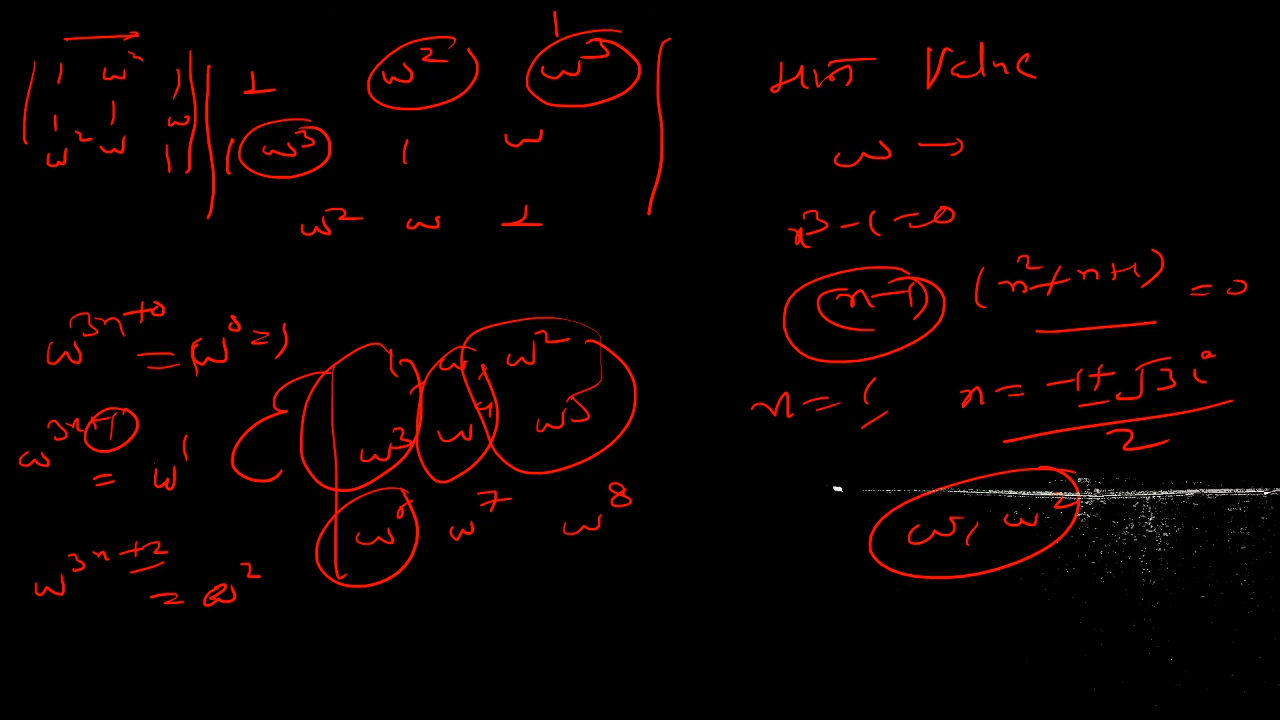 | 1 ω² 1 | | 1 ω² ω³ 1 |
| 1 1 ω | | 1 ω³ 1 ω |
| ω² ω 1 | | ω² ω 1 |
ω³ⁿ⁺⁰ = ω⁰ = 1
ω³ⁿ⁺¹ = ω¹
ω³ⁿ⁺² = ω²
1 ω ω²
ω³ ω⁴ ω⁵
ω⁶ ω⁷ ω⁸
Value
ω →
x³ - 1 = 0
(x-1) (x²+x+1) = 0
x = 1 x = -1 ± √3 i / 2
ω, ω²